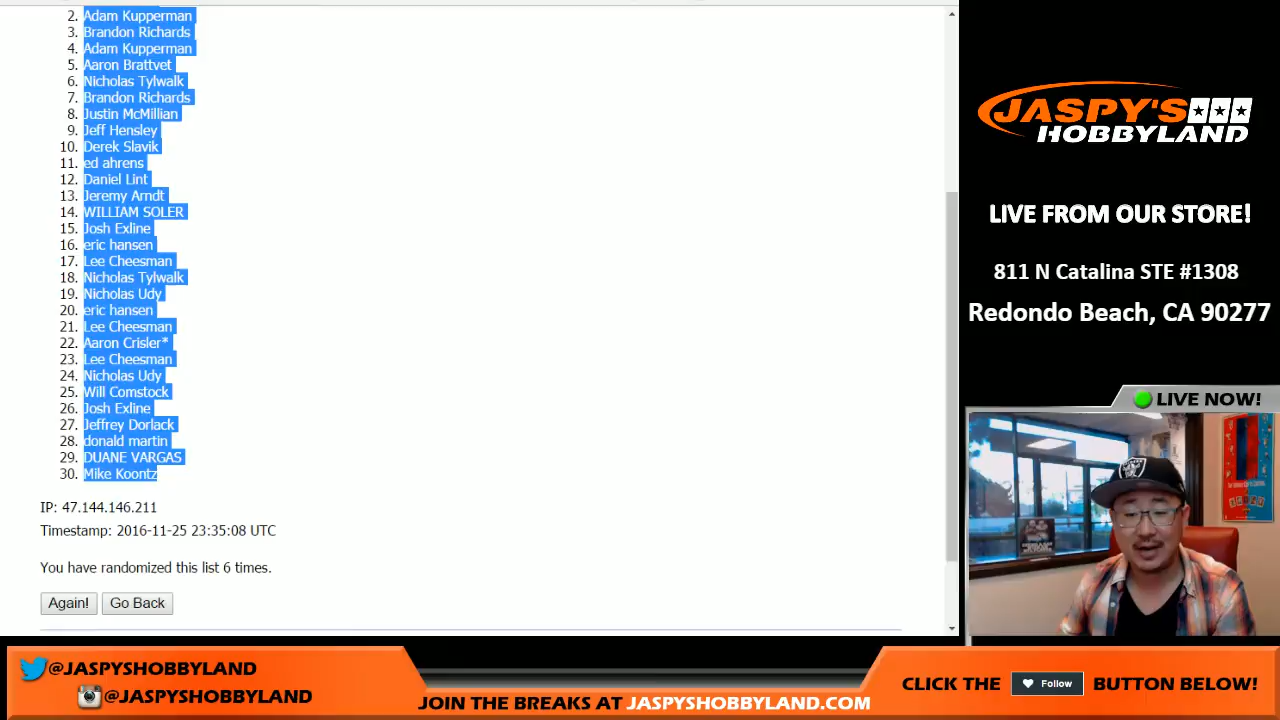 2. Adam Kupperman
3. Brandon Richards
4. Adam Kupperman
5. Aaron Brattvet
6. Nicholas Tylwalk
7. Brandon Richards
8. Justin McMillian
9. Jeff Hensley
10. Derek Slavik
11. ed ahrens
12. Daniel Lint
13. Jeremy Arndt
14. WILLIAM SOLER
15. Josh Exline
16. eric hansen
17. Lee Cheesman
18. Nicholas Tylwalk
19. Nicholas Udy
20. eric hansen
21. Lee Cheesman
22. Aaron Crisler*
23. Lee Cheesman
24. Nicholas Udy
25. Will Comstock
26. Josh Exline
27. Jeffrey Dorlack
28. donald martin
29. DUANE VARGAS
30. Mike Koontz
IP: 47.144.146.211
Timestamp: 2016-11-25 23:35:08 UTC
You have randomized this list 6 times.
Again! Go Back
JASPY'S
HOBBYLAND
LIVE FROM OUR STORE!
811 N Catalina STE #1308
Redondo Beach, CA 90277
LIVE NOW!
@JASPYSHOBBYLAND
@JASPYSHOBBYLAND
JOIN THE BREAKS AT JASPYSHOBBYLAND.COM
CLICK THE Follow BUTTON BELOW!